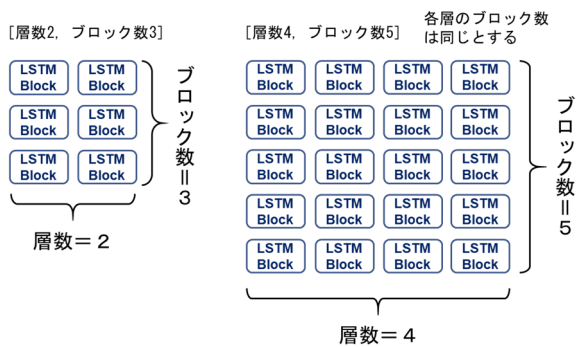 [層数2, ブロック数3]
LSTM Block LSTM Block
LSTM Block LSTM Block
LSTM Block LSTM Block
ブロック数=3
層数=2
[層数4, ブロック数5]
各層のブロック数
は同じとする
LSTM Block LSTM Block LSTM Block LSTM Block
LSTM Block LSTM Block LSTM Block LSTM Block
LSTM Block LSTM Block LSTM Block LSTM Block
LSTM Block LSTM Block LSTM Block LSTM Block
LSTM Block LSTM Block LSTM Block LSTM Block
ブロック数=5
層数=4